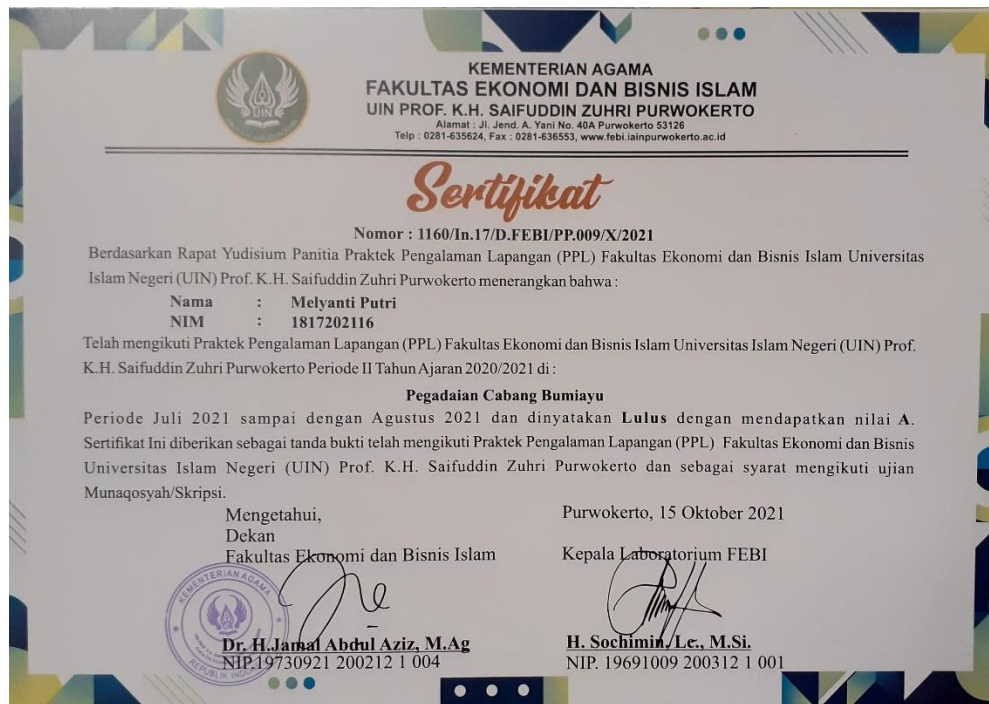 KEMENTERIAN AGAMA
FAKULTAS EKONOMI DAN BISNIS ISLAM
UIN PROF. K.H. SAIFUDDIN ZUHRI PURWOKERTO
Alamat : Jl. Jend. A. Yani No. 40A Purwokerto 53126
Telp : 0281-635624, Fax : 0281-636553, www.febi.iainpurwokerto.ac.id
UIN
Sertifikat
Nomor : 1160/In.17/D.FEBI/PP.009/X/2021
Berdasarkan Rapat Yudisium Panitia Praktek Pengalaman Lapangan (PPL) Fakultas Ekonomi dan Bisnis Islam Universitas
Islam Negeri (UIN) Prof. K.H. Saifuddin Zuhri Purwokerto menerangkan bahwa :
Nama : Melyanti Putri
NIM : 1817202116
Telah mengikuti Praktek Pengalaman Lapangan (PPL) Fakultas Ekonomi dan Bisnis Islam Universitas Islam Negeri (UIN) Prof.
K.H. Saifuddin Zuhri Purwokerto Periode II Tahun Ajaran 2020/2021 di :
Pegadaian Cabang Bumiayu
Periode Juli 2021 sampai dengan Agustus 2021 dan dinyatakan Lulus dengan mendapatkan nilai A.
Sertifikat Ini diberikan sebagai tanda bukti telah mengikuti Praktek Pengalaman Lapangan (PPL) Fakultas Ekonomi dan Bisnis
Universitas Islam Negeri (UIN) Prof. K.H. Saifuddin Zuhri Purwokerto dan sebagai syarat mengikuti ujian
Munaqosyah/Skripsi.
Mengetahui,
Dekan
Fakultas Ekonomi dan Bisnis Islam
KEMENTERIAN AGAMA
REPUBLIK INDO
Dr. H.Jamal Abdul Aziz, M.Ag
NIP.19730921 200212 1 004
Purwokerto, 15 Oktober 2021
Kepala Laboratorium FEBI
H. Sochimin, Lc., M.Si.
NIP. 19691009 200312 1 001